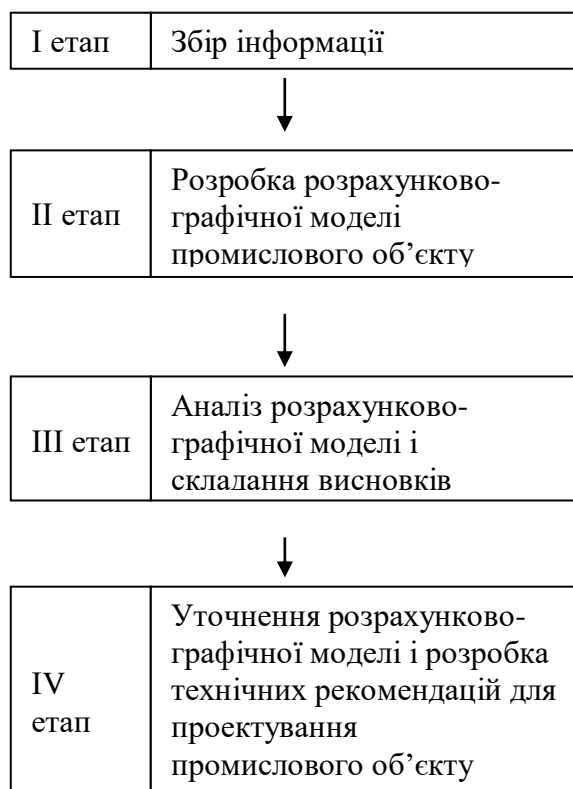 І етап Збір інформації
ІІ етап
Розробка розрахунково-
графічної моделі
промислового об’єкту
ІІІ етап
Аналіз розрахунково-
графічної моделі і
складання висновків
IV
етап
Уточнення розрахунково-
графічної моделі і розробка
технічних рекомендацій для
проектування
промислового об’єкту